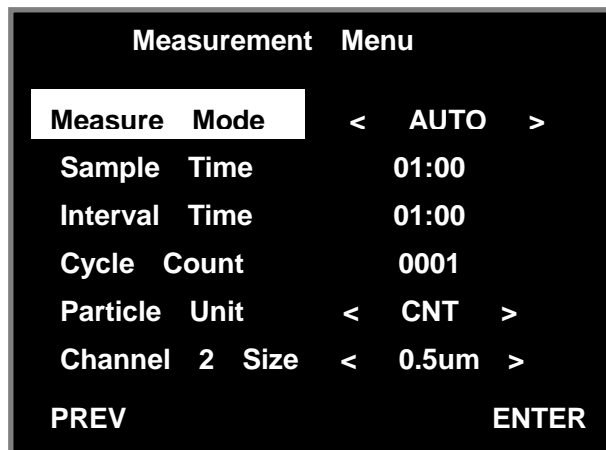 Measurement Menu
Measure Mode < AUTO >
Sample Time 01:00
Interval Time 01:00
Cycle Count 0001
Particle Unit < CNT >
Channel 2 Size < 0.5um >
PREV ENTER